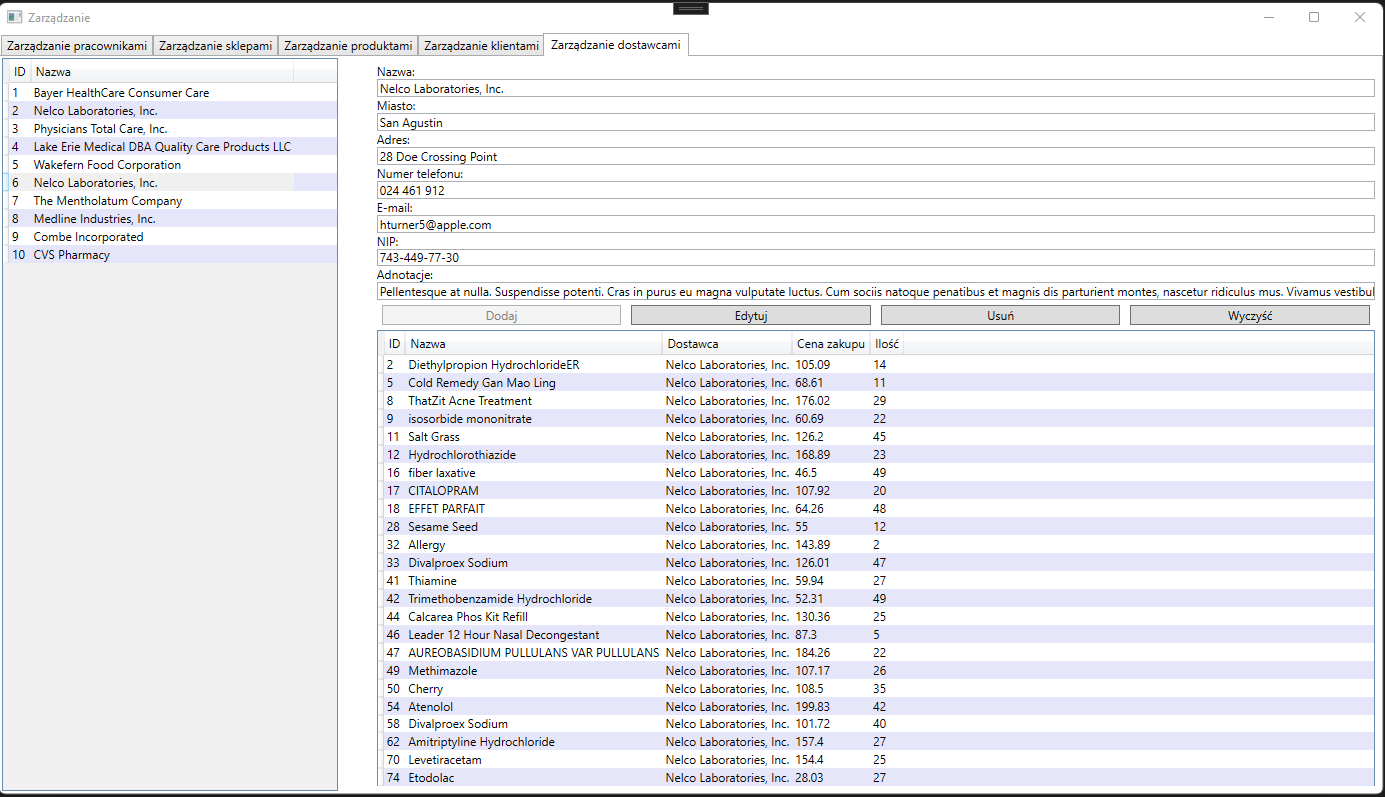 Zarządzanie
Zarządzanie pracownikami Zarządzanie sklepami Zarządzanie produktami Zarządzanie klientami Zarządzanie dostawcami
ID Nazwa
1 Bayer HealthCare Consumer Care
2 Nelco Laboratories, Inc.
3 Physicians Total Care, Inc.
4 Lake Erie Medical DBA Quality Care Products LLC
5 Wakefern Food Corporation
6 Nelco Laboratories, Inc.
7 The Mentholatum Company
8 Medline Industries, Inc.
9 Combe Incorporated
10 CVS Pharmacy
Nazwa:
Nelco Laboratories, Inc.
Miasto:
San Agustin
Adres:
28 Doe Crossing Point
Numer telefonu:
024 461 912
E-mail:
hturner5@apple.com
NIP:
743-449-77-30
Adnotacje:
Pellentesque at nulla. Suspendisse potenti. Cras in purus eu magna vulputate luctus. Cum sociis natoque penatibus et magnis dis parturient montes, nascetur ridiculus mus. Vivamus vestibul
Dodaj Edytuj Usuń Wyczyść
ID Nazwa Dostawca Cena zakupu Ilość
2 Diethylpropion HydrochlorideER Nelco Laboratories, Inc. 105.09 14
5 Cold Remedy Gan Mao Ling Nelco Laboratories, Inc. 68.61 11
8 ThatZit Acne Treatment Nelco Laboratories, Inc. 176.02 29
9 isosorbide mononitrate Nelco Laboratories, Inc. 60.69 22
11 Salt Grass Nelco Laboratories, Inc. 126.2 45
12 Hydrochlorothiazide Nelco Laboratories, Inc. 168.89 23
16 fiber laxative Nelco Laboratories, Inc. 46.5 49
17 CITALOPRAM Nelco Laboratories, Inc. 107.92 20
18 EFFET PARFAIT Nelco Laboratories, Inc. 64.26 48
28 Sesame Seed Nelco Laboratories, Inc. 55 12
32 Allergy Nelco Laboratories, Inc. 143.89 2
33 Divalproex Sodium Nelco Laboratories, Inc. 126.01 47
41 Thiamine Nelco Laboratories, Inc. 59.94 27
42 Trimethobenzamide Hydrochloride Nelco Laboratories, Inc. 52.31 49
44 Calcarea Phos Kit Refill Nelco Laboratories, Inc. 130.36 25
46 Leader 12 Hour Nasal Decongestant Nelco Laboratories, Inc. 87.3 5
47 AUREOBASIDIUM PULLULANS VAR PULLULANS Nelco Laboratories, Inc. 184.26 22
49 Methimazole Nelco Laboratories, Inc. 107.17 26
50 Cherry Nelco Laboratories, Inc. 108.5 35
54 Atenolol Nelco Laboratories, Inc. 199.83 42
58 Divalproex Sodium Nelco Laboratories, Inc. 101.72 40
62 Amitriptyline Hydrochloride Nelco Laboratories, Inc. 157.4 27
70 Levetiracetam Nelco Laboratories, Inc. 154.4 25
74 Etodolac Nelco Laboratories, Inc. 28.03 27